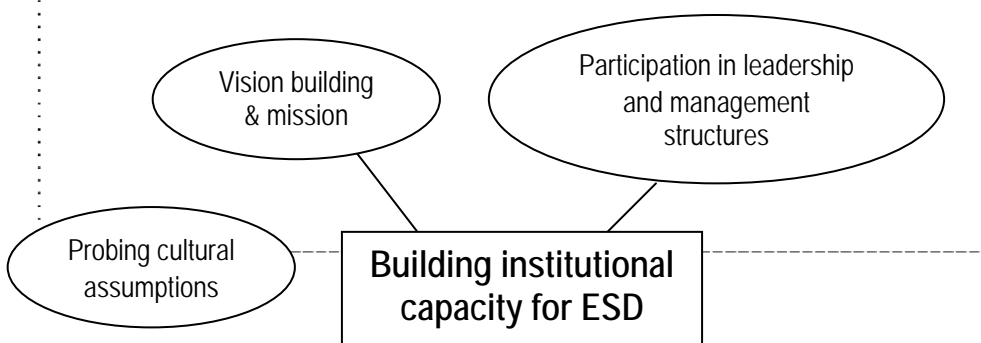 Vision building
& mission
Participation in leadership
and management
structures
Probing cultural
assumptions
Building institutional
capacity for ESD